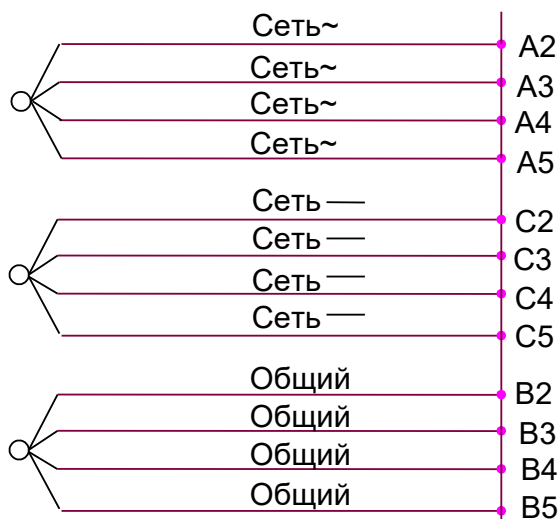 Сеть~ A2
Сеть~ A3
Сеть~ A4
Сеть~ A5
Сеть — C2
Сеть — C3
Сеть — C4
Сеть — C5
Общий B2
Общий B3
Общий B4
Общий B5